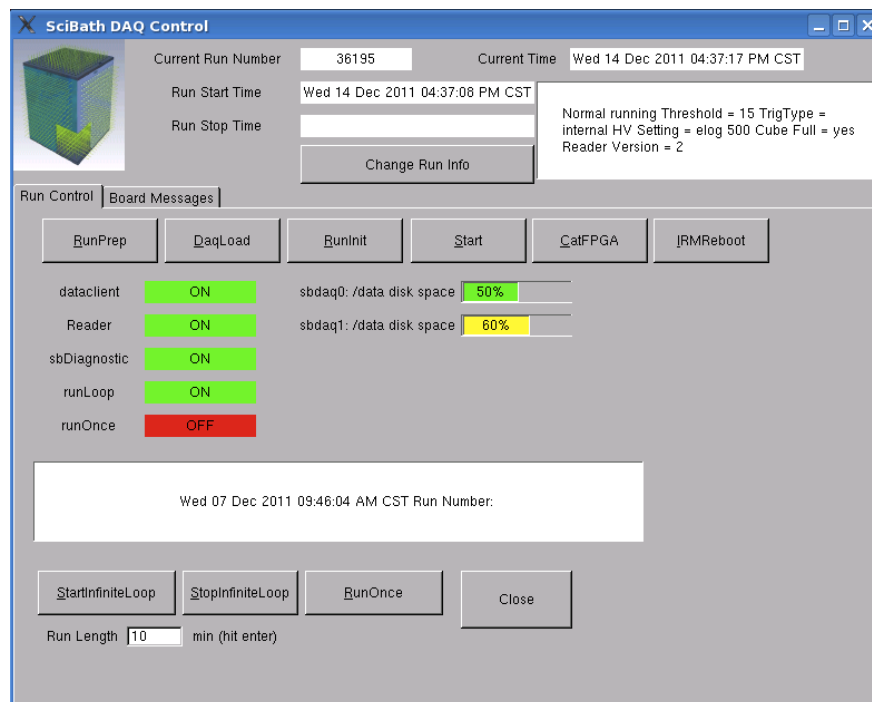 SciBath DAQ Control
Current Run Number 36195 Current Time Wed 14 Dec 2011 04:37:17 PM CST
Run Start Time Wed 14 Dec 2011 04:37:08 PM CST
Run Stop Time
Normal running Threshold = 15 TrigType =
internal HV Setting = elog 500 Cube Full = yes
Reader Version = 2
Change Run Info
Run Control Board Messages
RunPrep DaqLoad RunInit Start CatFPGA IRMReboot
dataclient ON sbdaq0: /data disk space 50%
Reader ON sbdaq1: /data disk space 60%
sbDiagnostic ON
runLoop ON
runOnce OFF
Wed 07 Dec 2011 09:46:04 AM CST Run Number:
StartInfiniteLoop StopInfiniteLoop RunOnce Close
Run Length 10 min (hit enter)